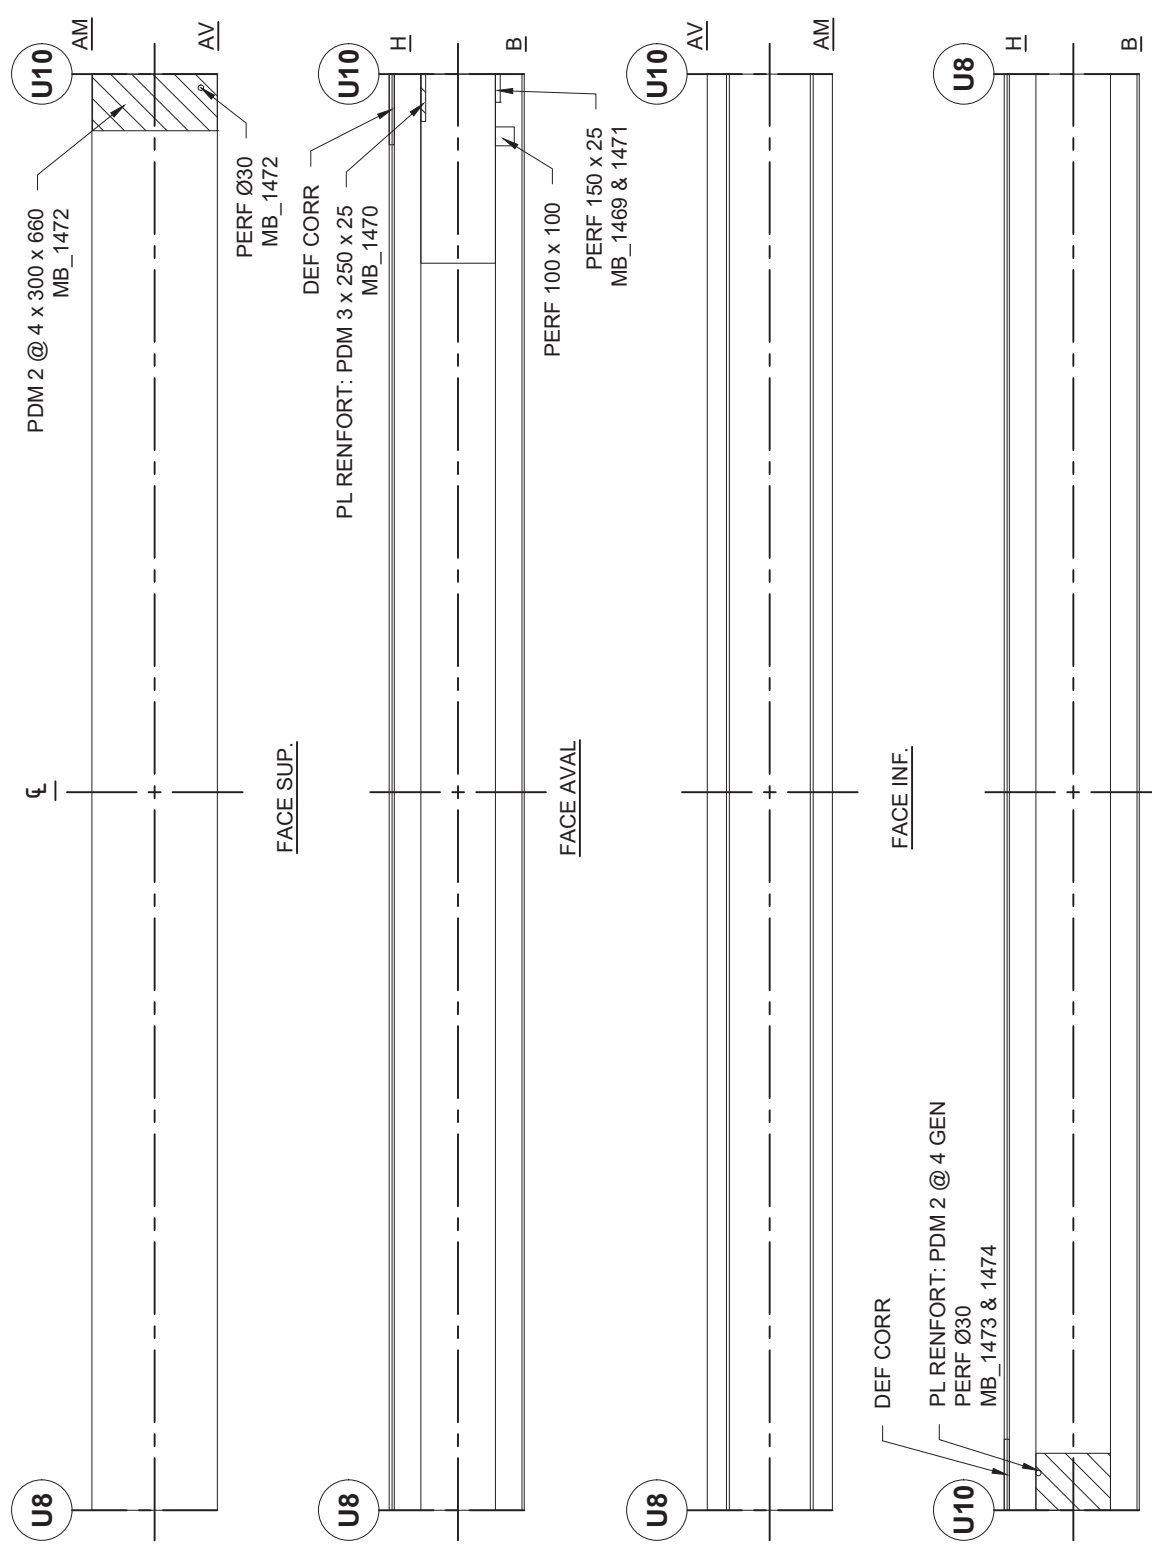 U8
℄
U10
AM
AV
PDM 2 @ 4 x 300 x 660
MB_1472
PERF Ø30
MB_1472
FACE SUP.
U8
U10
H
B
DEF CORR
PL RENFORT: PDM 3 x 250 x 25
MB_1470
PERF 100 x 100
PERF 150 x 25
MB_1469 & 1471
FACE AVAL
U8
U10
AV
AM
FACE INF.
U10
U8
H
B
DEF CORR
PL RENFORT: PDM 2 @ 4 GEN
PERF Ø30
MB_1473 & 1474